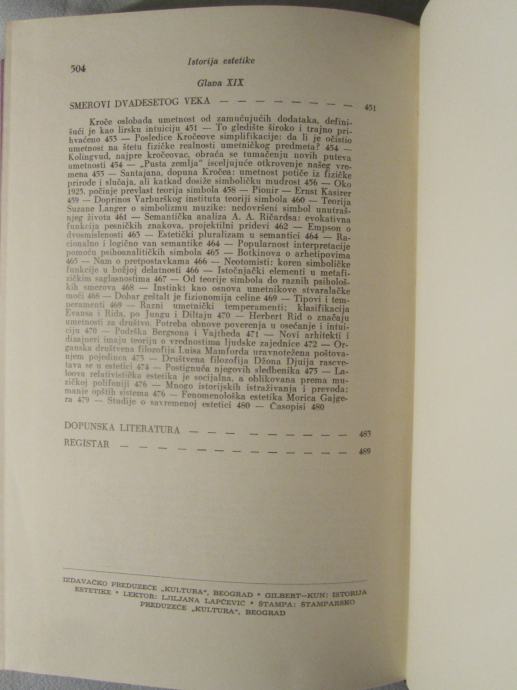 504
Istorija estetike
Glava XIX
SMEROVI DVADESETOG VEKA — — — — — — — — 451
Kroče oslobada umetnost od zamućujućih dodataka, defini-
šući je kao lirsku intuiciju 451 — To gledište široko i trajno pri-
hvaćeno 453 — Posledice Kročeove simplifikacije: da li je očistio
umetnost na štetu fizičke realnosti umetničkog predmeta? 454 —
Kolingvud, najpre kročeovac, obraća se tumačenju novih puteva
umetnosti 454 — „Pusta zemlja" isceljujuće otkrovenje našeg vre-
mena 455 — Santajana, dopuna Kročea: umetnost potiče iz fizičke
prirode i slučaja, ali katkad dosiže simboličku mudrost 456 — Oko
1925. počinje prevlast teorija simbola 458 — Pionir — Ernst Kasirer
459 — Doprinos Varburškog instituta teoriji simbola 460 — Teorija
Suzane Langer o simbolizmu muzike: nedovršeni simbol unutraš-
njeg života 461 — Semantička analiza A. A. Ričardsa: evokativna
funkcija pesničkih znakova, projektilni pridevi 462 — Empson o
dvosmislenosti 463 — Estetički pluralizam u semantici 464 — Ra-
cionalno i logično van semantike 464 — Popularnost interpretacije
pomoću psihoanalitičkih simbola 465 — Botkinova o arhetipovima
465 — Nam o pretpostavkama 466 — Neotomisti: koren simboličke
funkcije u božjoj delatnosti 466 — Istočnjački elementi u metafi-
zičkim saglasnostima 467 — Od teorije simbola do raznih psihološ-
kih smerova 468 — Instinkt kao osnova umetnikove stvaralačke
moći 468 — Dobar geštalt je fizionomija celine 469 — Tipovi i tem-
peramenti 469 — Razni umetnički temperamenti; klasifikacija
Evansa i Rida, po Jungu i Diltaju 470 — Herbert Rid o značaju
umetnosti za društvo. Potreba obnove poverenja u osećanje i intui-
ciju 470 — Podrška Bergsona i Vajtheda 471 — Novi arhitekti i
dizajneri imaju teoriju o vrednostima ljudske zajednice 472 — Or-
ganska društvena filozofija Luisa Mamforda uravnotežena poštova-
njem pojedinca 473 — Društvena filozofija Džona Djuija rascve-
tava se u estetici 474 — Postignuća njegovih sledbenika 475 — La-
loova relativistička estetika je socijalna, a oblikovana prema mu-
zičkoj polifoniji 476 — Mnogo istorijskih istraživanja i prevoda:
manje opštih sistema 476 — Fenomenološka estetika Morica Gajge-
ra 479 — Studije o savremenoj estetici 480 — Časopisi 480
DOPUNSKA LITERATURA — — — — — — — — — 483
REGISTAR — — — — — — — — — — — — 489
IZDAVAČKO PREDUZEĆE „KULTURA", BEOGRAD * GILBERT—KUN: ISTORIJA
ESTETIKE * LEKTOR: LJILJANA LAPČEVIĆ * ŠTAMPA: ŠTAMPARSKO
PREDUZEĆE „KULTURA", BEOGRAD